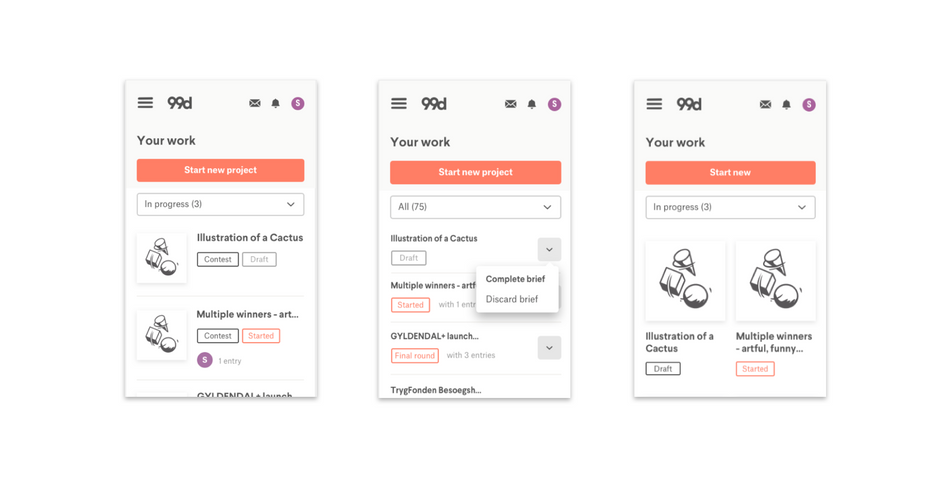 99d
S
Your work
Start new project
In progress (3)
Illustration of a Cactus
Contest
Draft
Multiple winners - art...
Contest
Started
S
1 entry
GYLDENDAL+ launch
99d
S
Your work
Start new project
All (75)
Illustration of a Cactus
Draft
Complete brief
Discard brief
Multiple winners - artf
Started
with 1 entr
GYLDENDAL+ launch...
Final round
with 3 entries
TrygFonden Besoegsh...
99d
S
Your work
Start new
In progress (3)
Illustration of a
Cactus
Draft
Multiple winners
- artful, funny...
Started